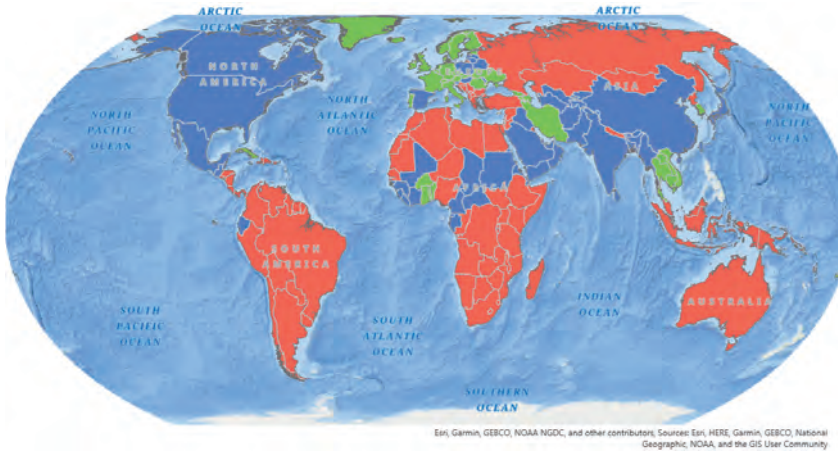 ARCTIC
OCEAN
ARCTIC
OCEAN
NORTH
AMERICA
EUROPE
ASIA
NORTH
PACIFIC
OCEAN
NORTH
ATLANTIC
OCEAN
NORTH
PACIFIC
OCEAN
AFRICA
SOUTH
AMERICA
AUSTRALIA
INDIAN
OCEAN
SOUTH
PACIFIC
OCEAN
SOUTH
ATLANTIC
OCEAN
SOUTHERN
OCEAN
Esri, Garmin, GEBCO, NOAA NGDC, and other contributors, Sources: Esri, HERE, Garmin, GEBCO, National
Geographic, NOAA, and the GIS User Community